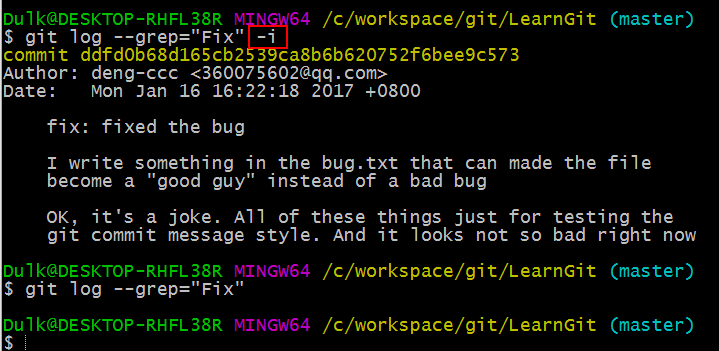 Dulk@DESKTOP-RHFL38R MINGW64 /c/workspace/git/LearnGit (master)
$ git log --grep="Fix" -i
commit ddfd0b68d165cb2539ca8b6b620752f6bee9c573
Author: deng-ccc <360075602@qq.com>
Date:   Mon Jan 16 16:22:18 2017 +0800

    fix: fixed the bug

    I write something in the bug.txt that can made the file
    become a "good guy" instead of a bad bug

    OK, it's a joke. All of these things just for testing the
    git commit message style. And it looks not so bad right now

Dulk@DESKTOP-RHFL38R MINGW64 /c/workspace/git/LearnGit (master)
$ git log --grep="Fix"

Dulk@DESKTOP-RHFL38R MINGW64 /c/workspace/git/LearnGit (master)
$